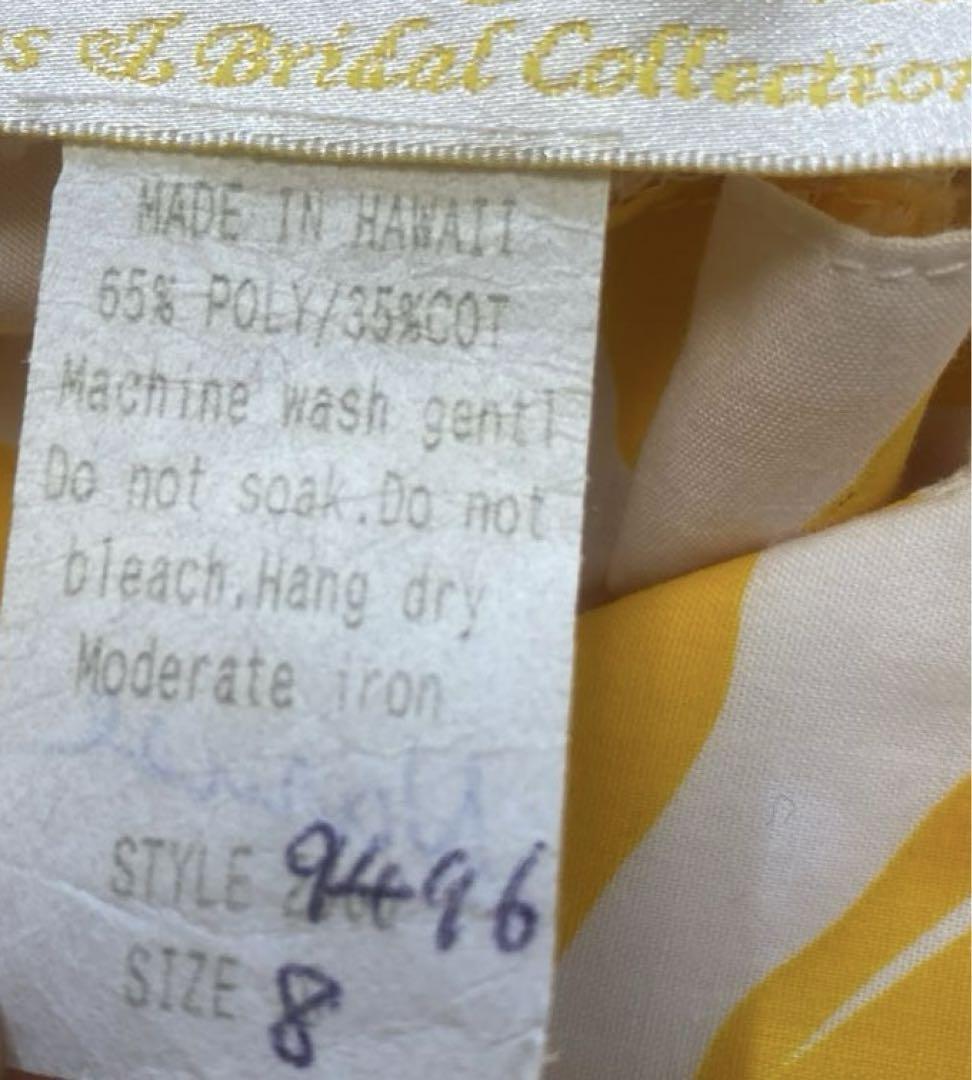 s & Bridal Collection
MADE IN HAWAII
65% POLY/35%COT
Machine wash gentl
Do not soak.Do not
bleach.Hang dry
Moderate iron
STYLE 9496
SIZE 8